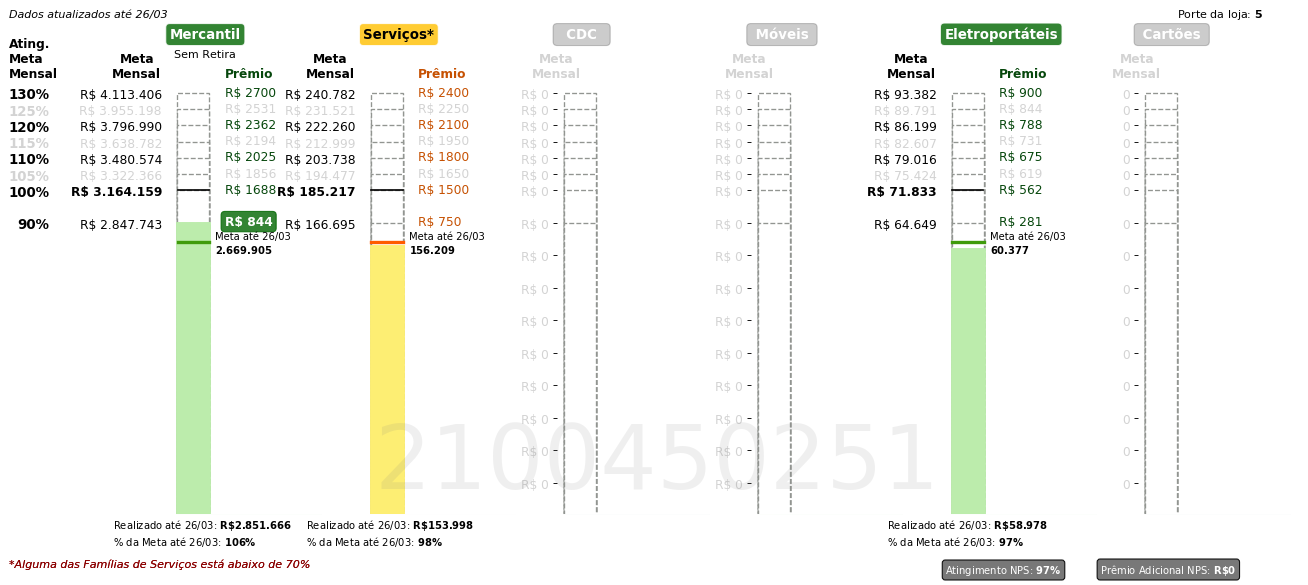 Dados atualizados até 26/03
Porte da loja: 5
Mercantil
Serviços*
CDC
Móveis
Eletroportáteis
Cartões
Sem Retira
Ating. Meta Mensal
Meta Mensal
Prêmio
Meta Mensal
Prêmio
Meta Mensal
Meta Mensal
Meta Mensal
Prêmio
Meta Mensal
130% R$ 4.113.406 R$ 2700 R$ 240.782 R$ 2400 R$ 0 R$ 0 R$ 93.382 R$ 900 0
125% R$ 3.955.198 R$ 2531 R$ 231.521 R$ 2250 R$ 0 R$ 0 R$ 89.791 R$ 844 0
120% R$ 3.796.990 R$ 2362 R$ 222.260 R$ 2100 R$ 0 R$ 0 R$ 86.199 R$ 788 0
115% R$ 3.638.782 R$ 2194 R$ 212.999 R$ 1950 R$ 0 R$ 0 R$ 82.607 R$ 731 0
110% R$ 3.480.574 R$ 2025 R$ 203.738 R$ 1800 R$ 0 R$ 0 R$ 79.016 R$ 675 0
105% R$ 3.322.366 R$ 1856 R$ 194.477 R$ 1650 R$ 0 R$ 0 R$ 75.424 R$ 619 0
100% R$ 3.164.159 R$ 1688 R$ 185.217 R$ 1500 R$ 0 R$ 0 R$ 71.833 R$ 562 0
90% R$ 2.847.743 R$ 844 R$ 166.695 R$ 750 R$ 0 R$ 0 R$ 64.649 R$ 281 0
Meta até 26/03
2.669.905
Meta até 26/03
156.209
Meta até 26/03
60.377
R$ 0 R$ 0 0
R$ 0 R$ 0 0
R$ 0 R$ 0 0
R$ 0 R$ 0 0
R$ 0 R$ 0 0
R$ 0 R$ 0 0
R$ 0 R$ 0 0
R$ 0 R$ 0 0
2100450251
Realizado até 26/03: R$2.851.666
% da Meta até 26/03: 106%
Realizado até 26/03: R$153.998
% da Meta até 26/03: 98%
Realizado até 26/03: R$58.978
% da Meta até 26/03: 97%
*Alguma das Famílias de Serviços está abaixo de 70%
Atingimento NPS: 97%
Prêmio Adicional NPS: R$0